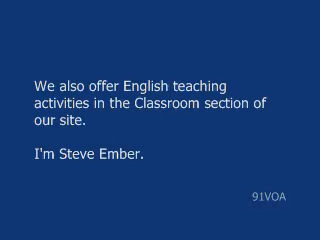 We also offer English teaching
activities in the Classroom section of
our site.
I'm Steve Ember.
91VOA